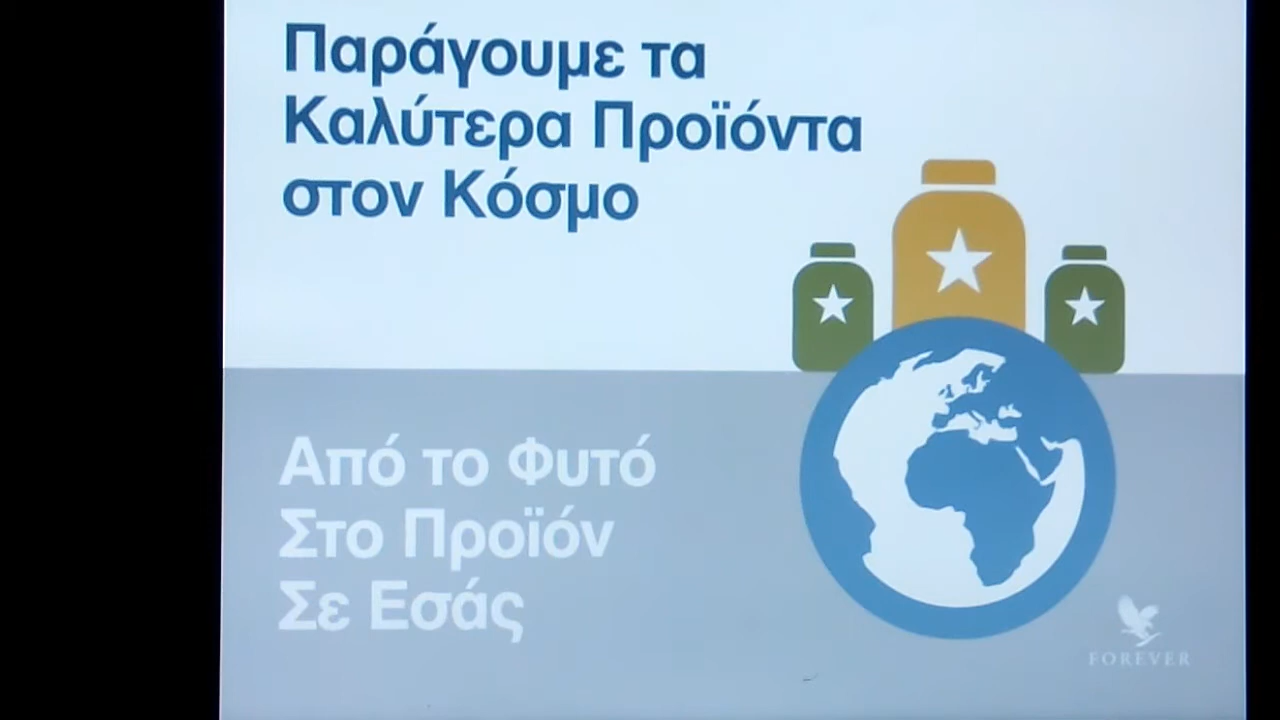 Παράγουμε τα
Καλύτερα Προϊόντα
στον Κόσμο
Από το Φυτό
Στο Προϊόν
Σε Εσάς
FOREVER